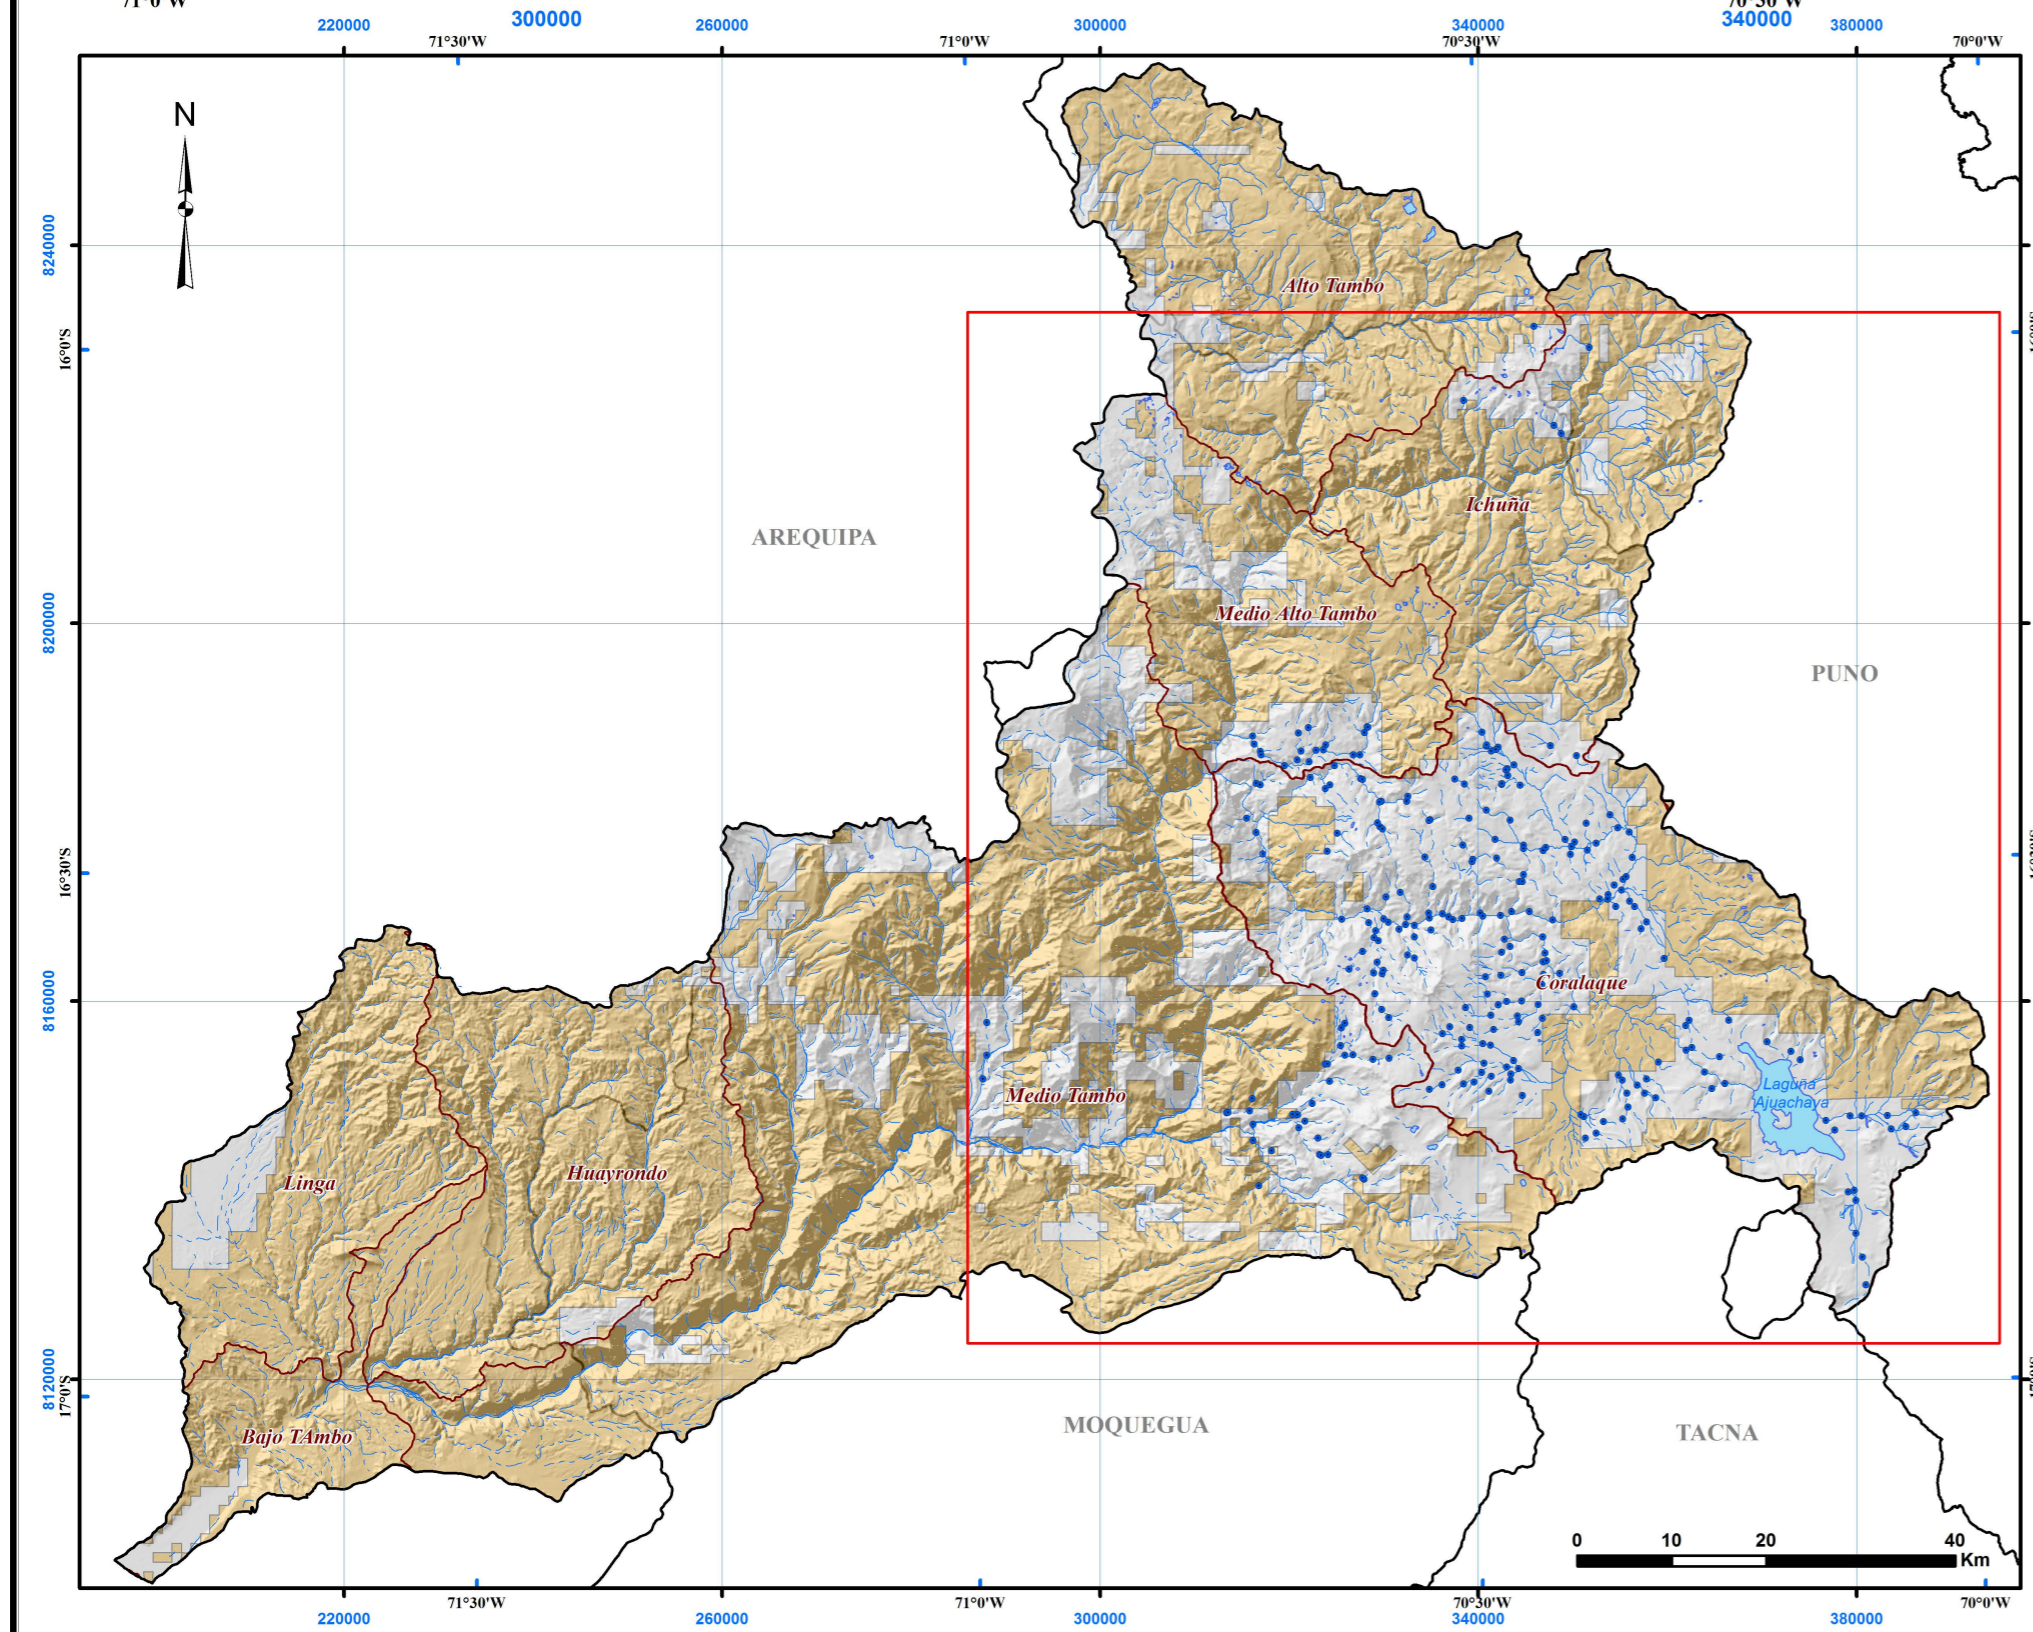 71°0'W
70°30'W
300000
340000
220000
260000
300000
340000
380000
71°30'W
71°0'W
70°30'W
70°0'W
N
8240000
Alto Tambo
16°0'S
Ichuña
AREQUIPA
Medio Alto Tambo
8200000
PUNO
16°30'S
Coralaque
8160000
Laguna
Ajuachaya
Medio Tambo
Huayrondo
Linga
8120000
17°0'S
MOQUEGUA
TACNA
Bajo TAmbo
0 10 20 40
Km
71°30'W
71°0'W
70°30'W
70°0'W
220000
260000
300000
340000
380000